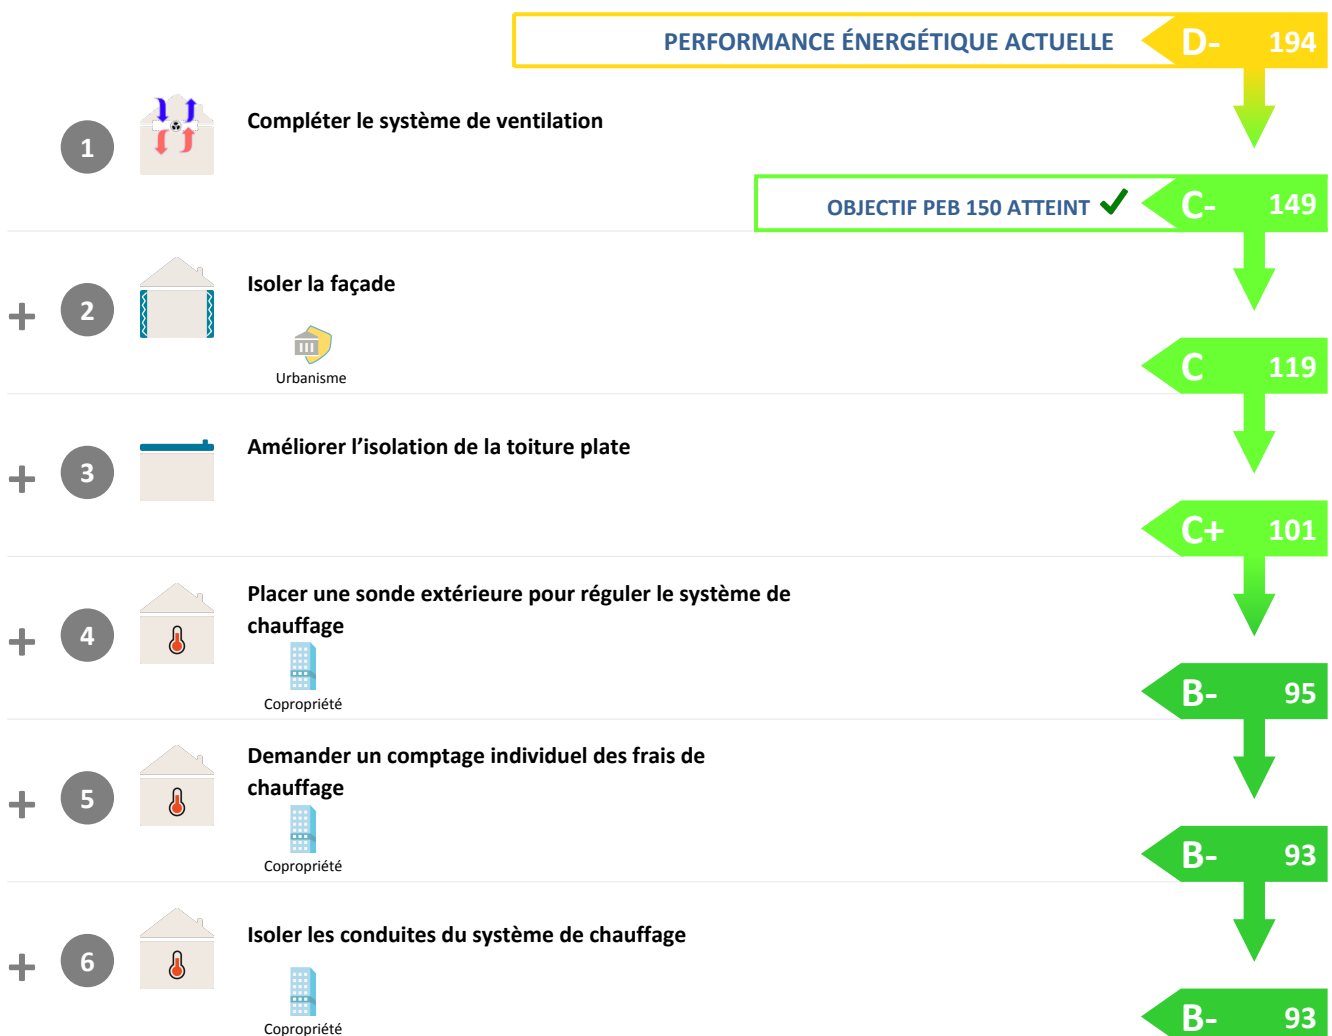 PERFORMANCE ÉNERGÉTIQUE ACTUELLE D- 194
1 Compléter le système de ventilation
OBJECTIF PEB 150 ATTEINT C- 149
+ 2 Isoler la façade
Urbanisme
C 119
+ 3 Améliorer l’isolation de la toiture plate
C+ 101
+ 4 Placer une sonde extérieure pour réguler le système de
chauffage
Copropriété
B- 95
+ 5 Demander un comptage individuel des frais de
chauffage
Copropriété
B- 93
+ 6 Isoler les conduites du système de chauffage
Copropriété
B- 93